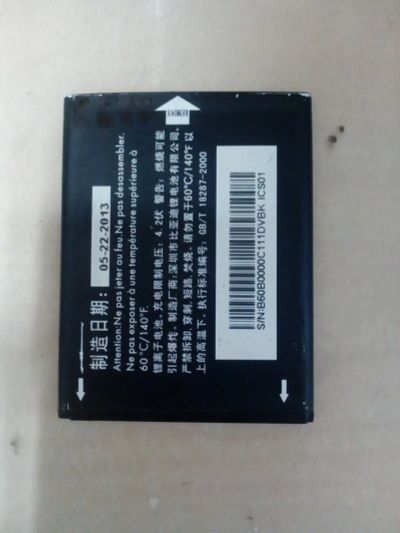 制造日期: 05-22-2013
Attention:Ne pas jeter au feu.Ne pas desassembler.
Ne pas exposer à une température supérieure à
60°C/140°F.
锂离子电池, 充电限制电压: 4.2伏 警告: 燃烧可能
引起爆炸。制造厂商:深圳市比亚迪锂电池有限公司。
严禁拆卸,穿刺,短路,焚烧。请勿置于60℃/140℉以
上的高温下。执行标准编号: GB/T 18287-2000
S/N:B60B0000C111DVBK ICS01
REMOVE